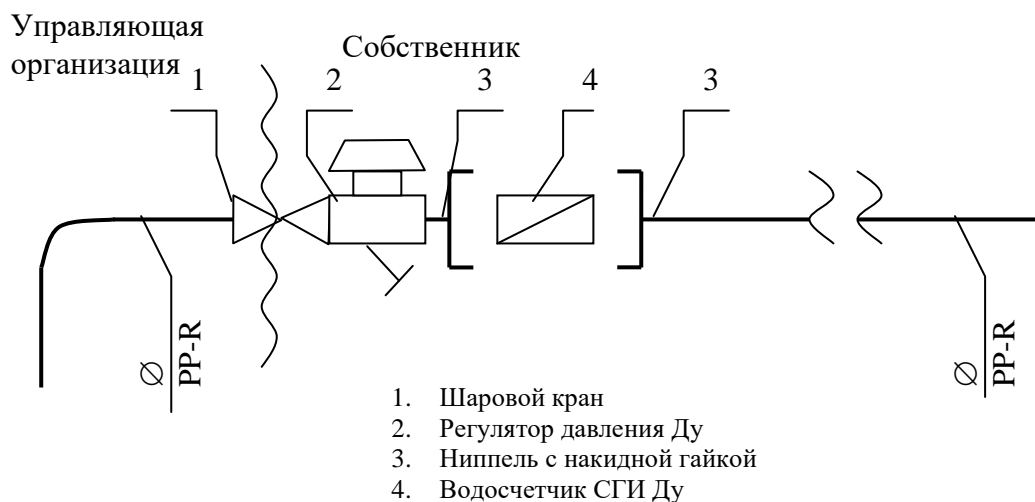 Управляющая
организация
Собственник
1
2
3
4
3
∅
PP-R
∅
PP-R
1. Шаровой кран
2. Регулятор давления Ду
3. Ниппель с накидной гайкой
4. Водосчетчик СГИ Ду